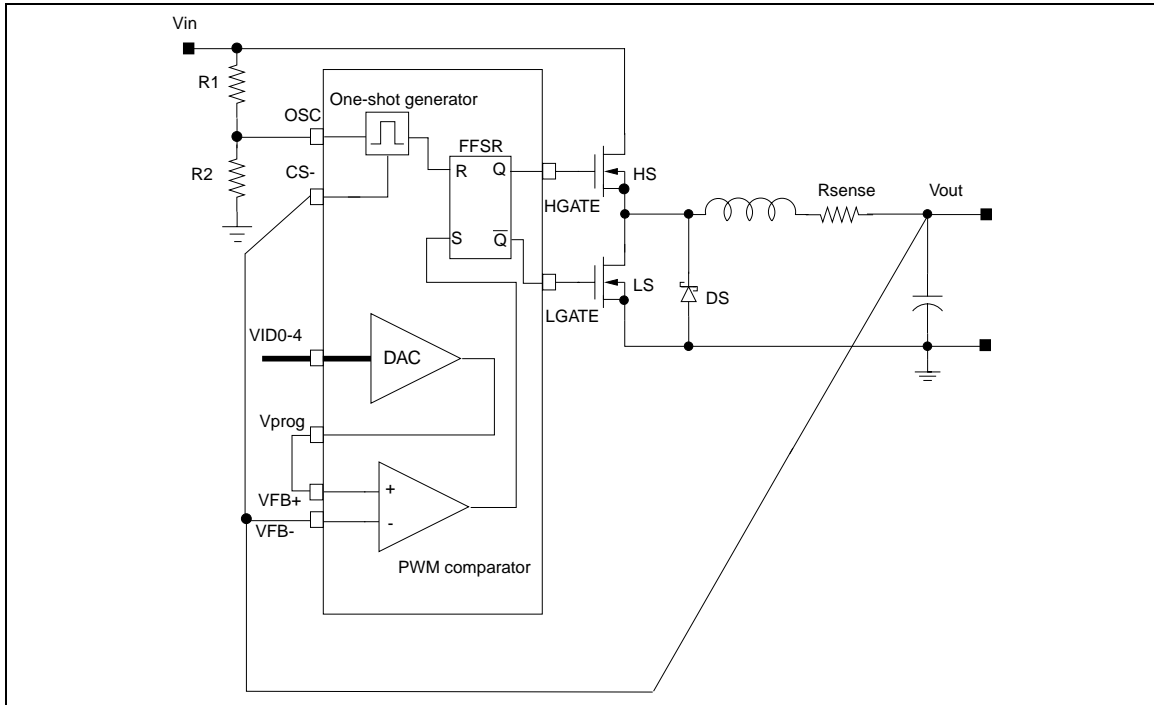 Vin
R1
One-shot generator
OSC
FFSR
R2
CS-
R
Q
HS
Rsense
Vout
HGATE
S
Q̅
LS
DS
LGATE
VID0-4
DAC
Vprog
+
VFB+
-
VFB-
PWM comparator